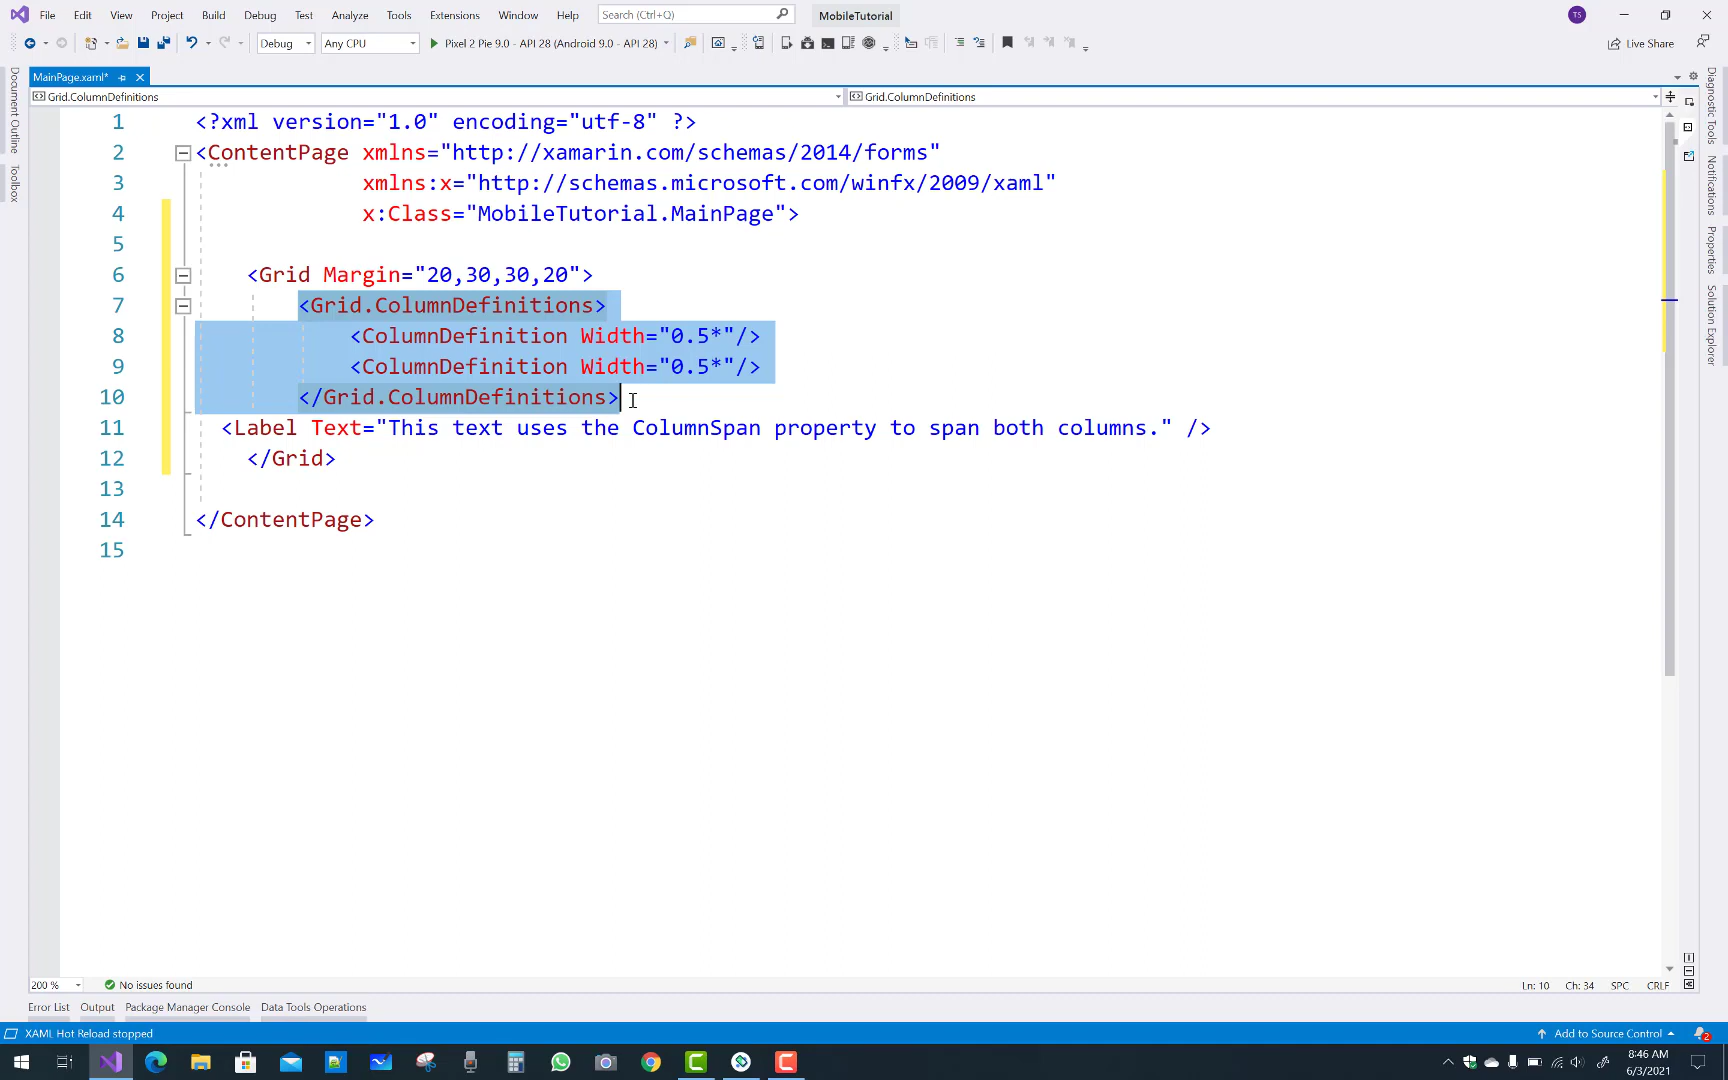 File Edit View Project Build Debug Test Analyze Tools Extensions Window Help Search (Ctrl+Q) MobileTutorial TS
Debug Any CPU Pixel 2 Pie 9.0 - API 28 (Android 9.0 - API 28) Live Share
MainPage.xaml*
Grid.ColumnDefinitions Grid.ColumnDefinitions
Document Outline
Toolbox
1 <?xml version="1.0" encoding="utf-8" ?>
2 <ContentPage xmlns="http://xamarin.com/schemas/2014/forms"
3 xmlns:x="http://schemas.microsoft.com/winfx/2009/xaml"
4 x:Class="MobileTutorial.MainPage">
5
6 <Grid Margin="20,30,30,20">
7 <Grid.ColumnDefinitions>
8 <ColumnDefinition Width="0.5*"/>
9 <ColumnDefinition Width="0.5*"/>
10 </Grid.ColumnDefinitions>
11 <Label Text="This text uses the ColumnSpan property to span both columns." />
12 </Grid>
13
14 </ContentPage>
15
Diagnostic Tools
Notifications
Properties
Solution Explorer
200 % No issues found Ln: 10 Ch: 34 SPC CRLF
Error List Output Package Manager Console Data Tools Operations
XAML Hot Reload stopped Add to Source Control 2
8:46 AM
6/3/2021